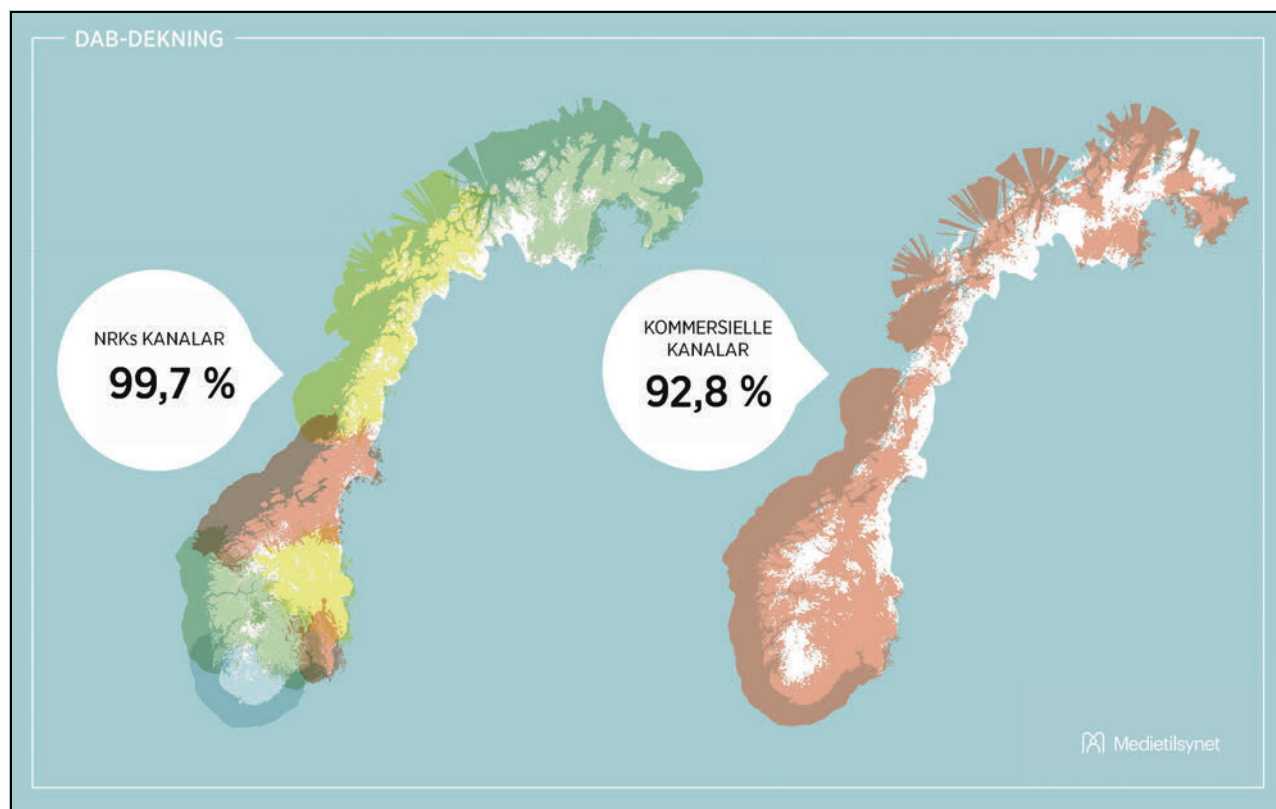 DAB-DEKNING
NRKs KANALAR
99,7 %
KOMMERSIELLE
KANALAR
92,8 %
Medietilsynet